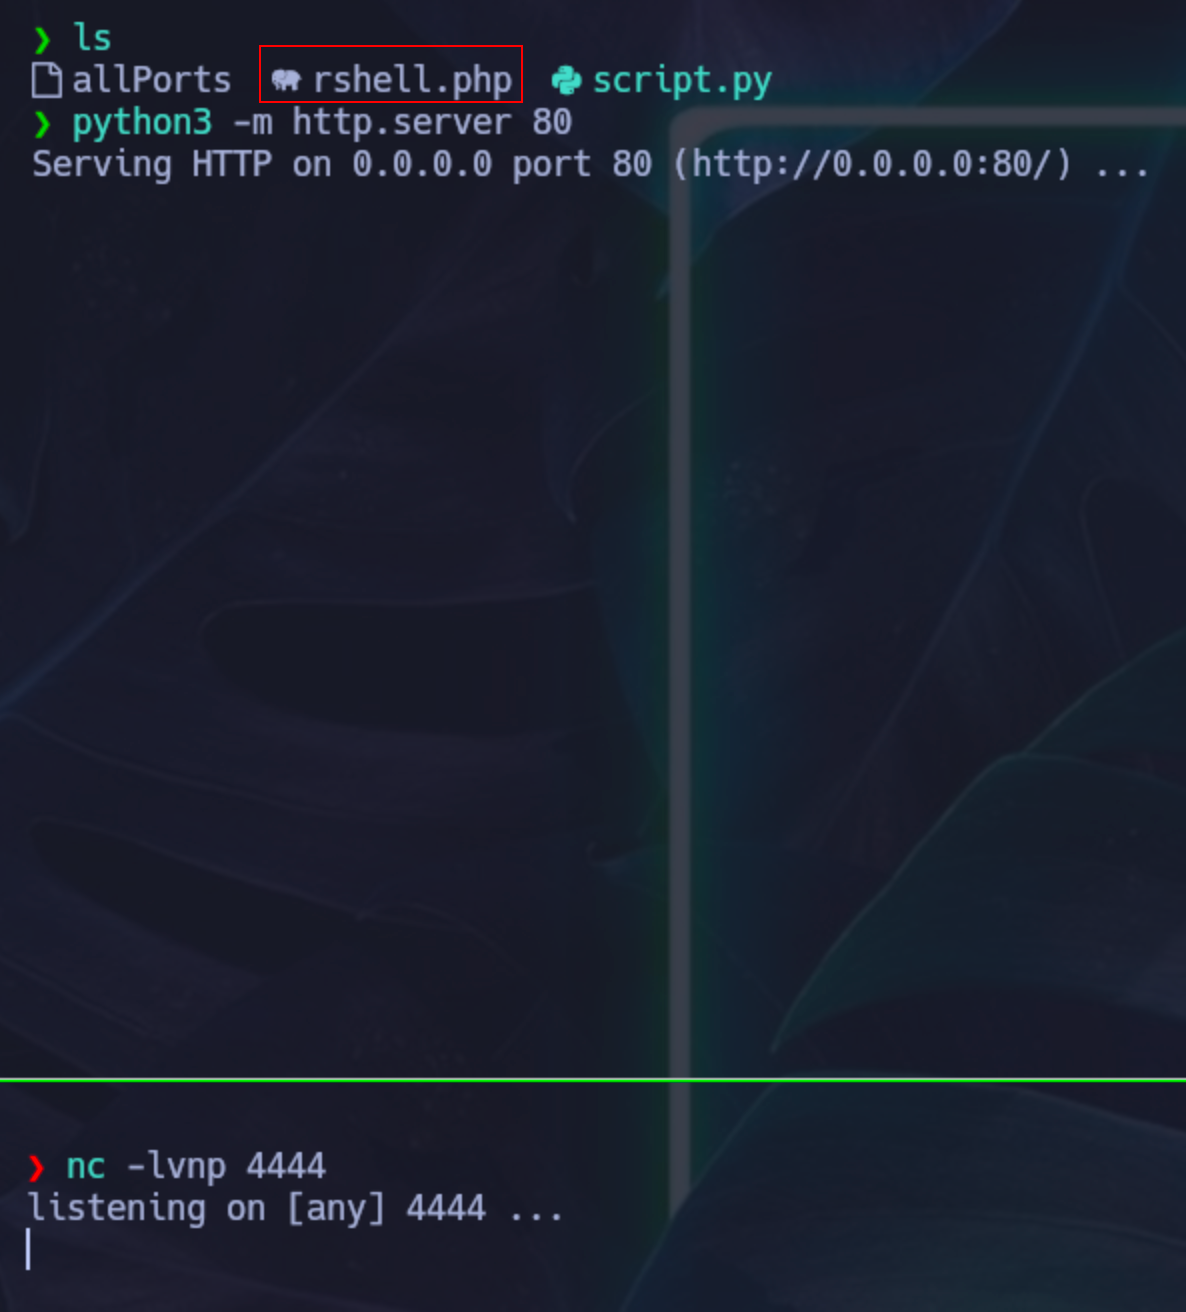 ❯ ls
allPorts rshell.php script.py
❯ python3 -m http.server 80
Serving HTTP on 0.0.0.0 port 80 (http://0.0.0.0:80/) ...
❯ nc -lvnp 4444
listening on [any] 4444 ...